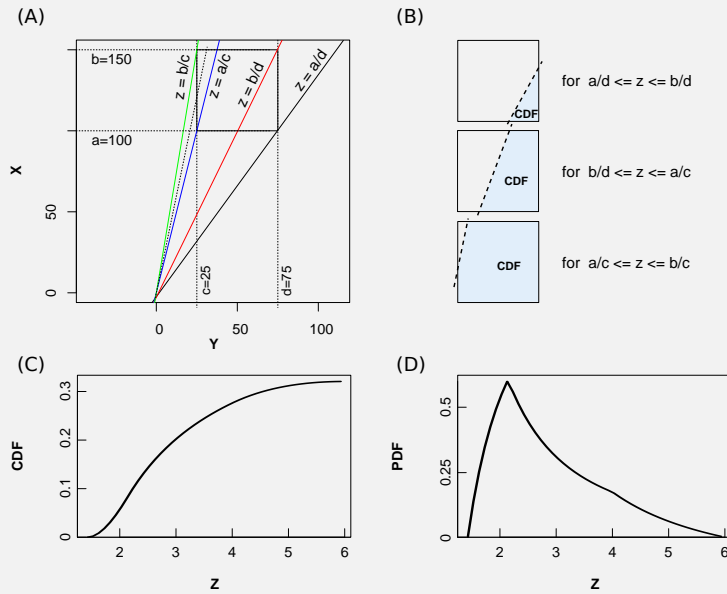 (A)
b=150
a=100
z = b/c
z = a/c
z = b/d
z = a/d
c=25
d=75
X
50
0
0
50
100
Y
(B)
CDF
for a/d <= z <= b/d
CDF
for b/d <= z <= a/c
CDF
for a/c <= z <= b/c
(C)
CDF
0.3
0.2
0.1
0
2
3
4
5
6
Z
(D)
PDF
0.5
0.25
0
2
3
4
5
6
Z